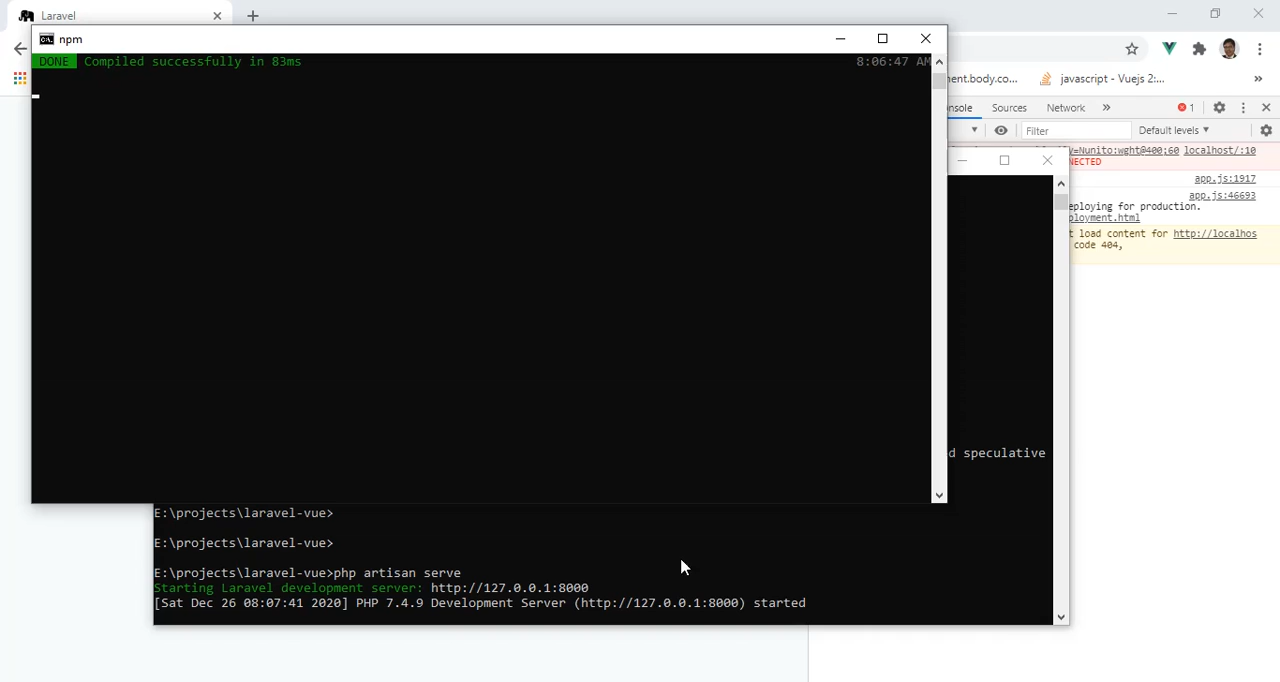 Laravel
npm
DONE Compiled successfully in 83ms 8:06:47 AM
ment.body.co... javascript - Vuejs 2:...
»
nsole Sources Network » 1
Filter Default levels ▼
=Nunito:wght@400;60 localhost/:10
NECTED
app.js:1917
app.js:46693
eploying for production.
ployment.html
t load content for http://localhos
code 404,
d speculative
E:\projects\laravel-vue>
E:\projects\laravel-vue>
E:\projects\laravel-vue>php artisan serve
Starting Laravel development server: http://127.0.0.1:8000
[Sat Dec 26 08:07:41 2020] PHP 7.4.9 Development Server (http://127.0.0.1:8000) started